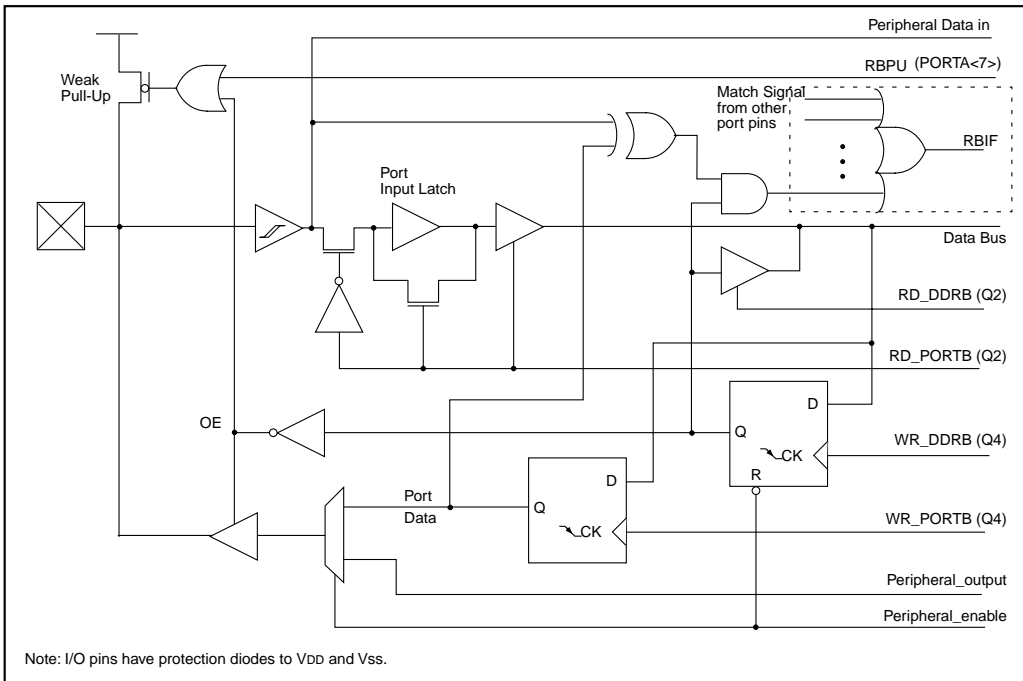 Peripheral Data in
RBPU (PORTA<7>)
Weak
Pull-Up
Match Signal
from other
port pins
RBIF
Port
Input Latch
Data Bus
RD_DDRB (Q2)
RD_PORTB (Q2)
D
OE
Q
WR_DDRB (Q4)
CK
R
D
Port
Data
Q
WR_PORTB (Q4)
CK
Peripheral_output
Peripheral_enable
Note: I/O pins have protection diodes to VDD and Vss.